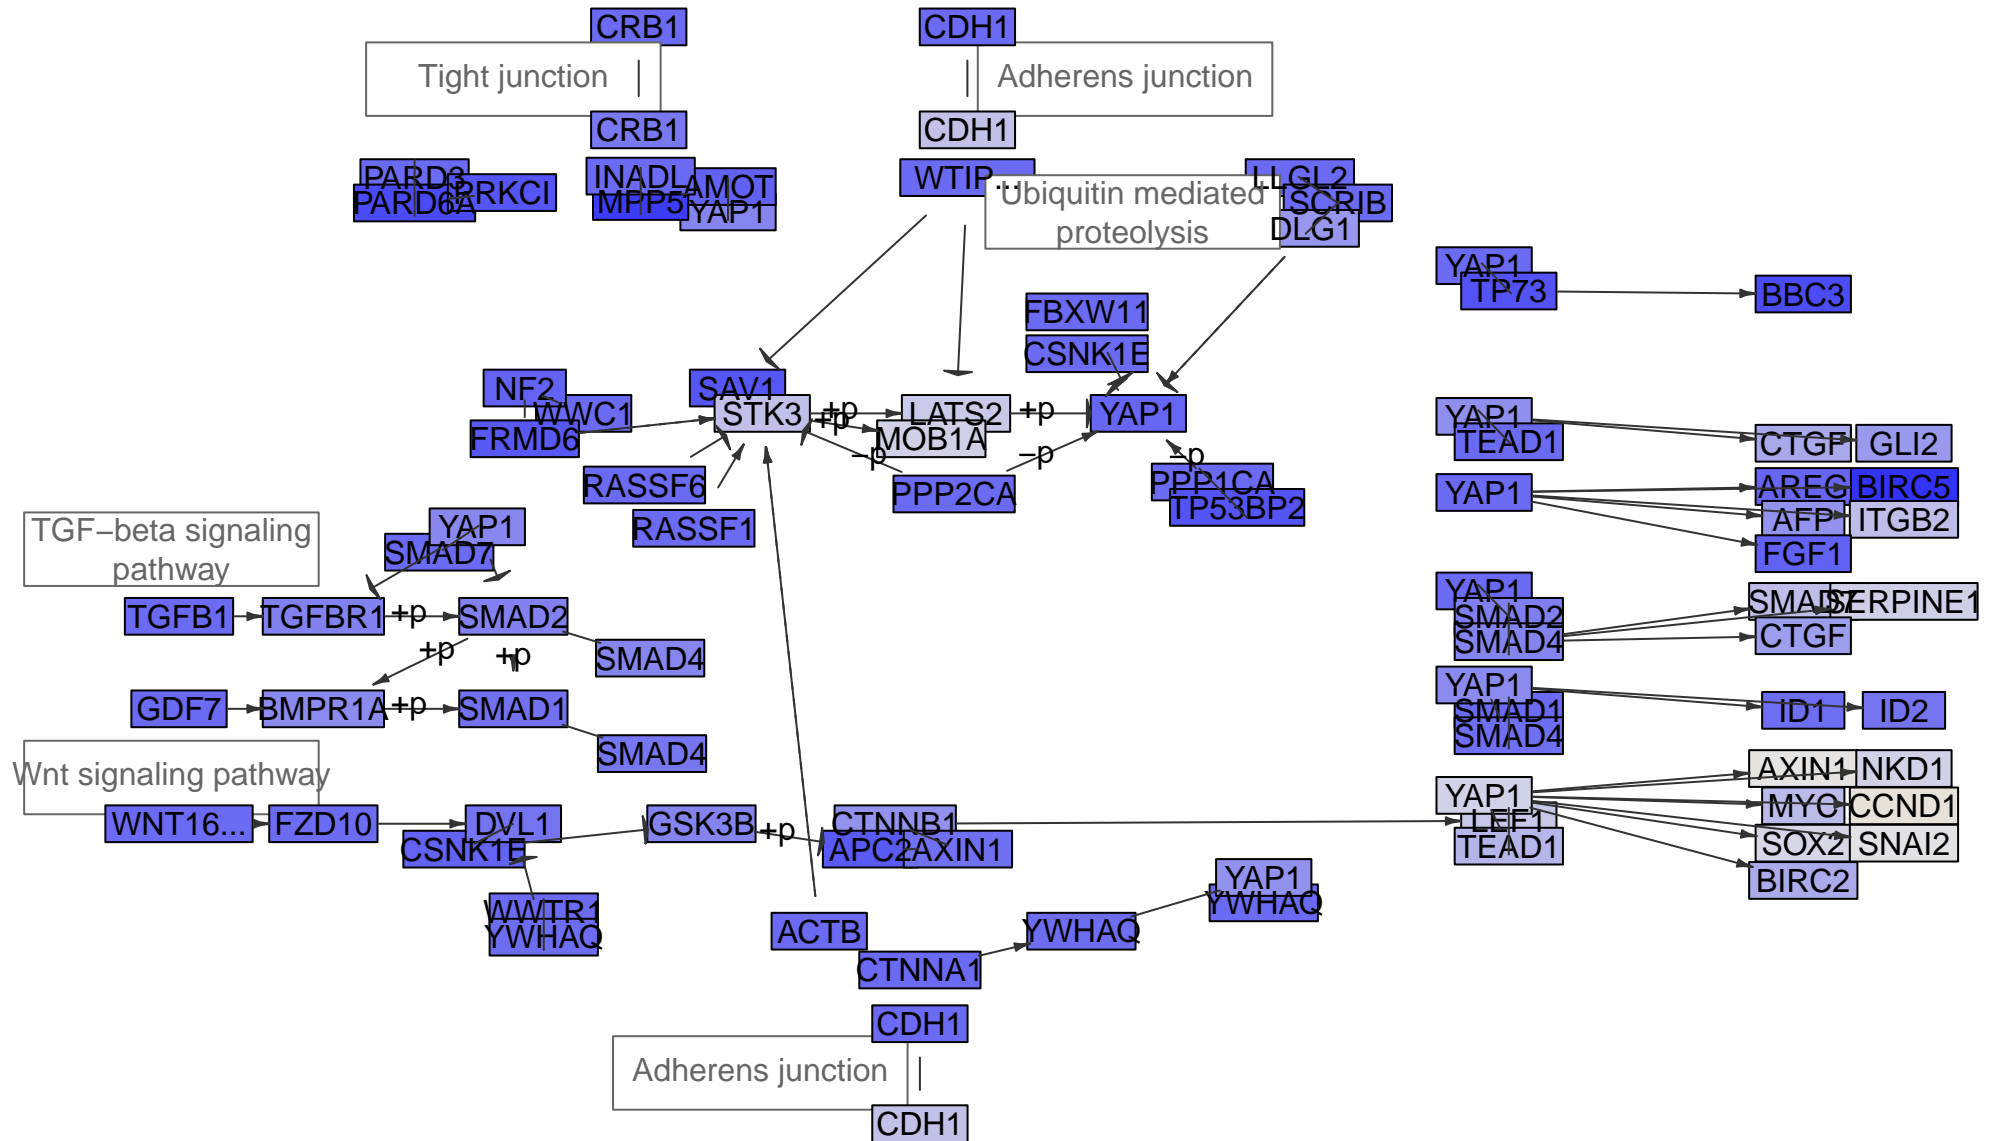 CRB1
CDH1
Tight junction
Adherens junction
CRB1
CDH1
PARD3
PARD6A
PRKCI
INADL
MPP5
AMOT
YAP1
WTIP...
Ubiquitin mediated
proteolysis
LLGL2
SCRIB
DLG1
YAP1
TP73
BBC3
FBXW11
CSNK1E
NF2
WWC1
FRMD6
SAV1
STK3
+p
+p
LATS2
MOB1A
+p
YAP1
−p
−p
−p
RASSF6
RASSF1
PPP2CA
PPP1CA
TP53BP2
YAP1
TEAD1
CTGF
GLI2
YAP1
AREG
BIRC5
AFP
ITGB2
FGF1
TGF−beta signaling
pathway
YAP1
SMAD7
TGFB1
TGFBR1
+p
SMAD2
+p
+p
SMAD4
YAP1
SMAD2
SMAD4
SMAD7
SERPINE1
CTGF
GDF7
BMPR1A
+p
SMAD1
SMAD4
YAP1
SMAD1
SMAD4
ID1
ID2
Wnt signaling pathway
WNT16...
FZD10
DVL1
CSNK1E
GSK3B
+p
CTNNB1
APC2
AXIN1
YAP1
LEF1
TEAD1
AXIN1
NKD1
MYC
CCND1
SOX2
SNAI2
BIRC2
WWTR1
YWHAQ
ACTB
CTNNA1
YWHAQ
YAP1
YWHAQ
CDH1
Adherens junction
CDH1